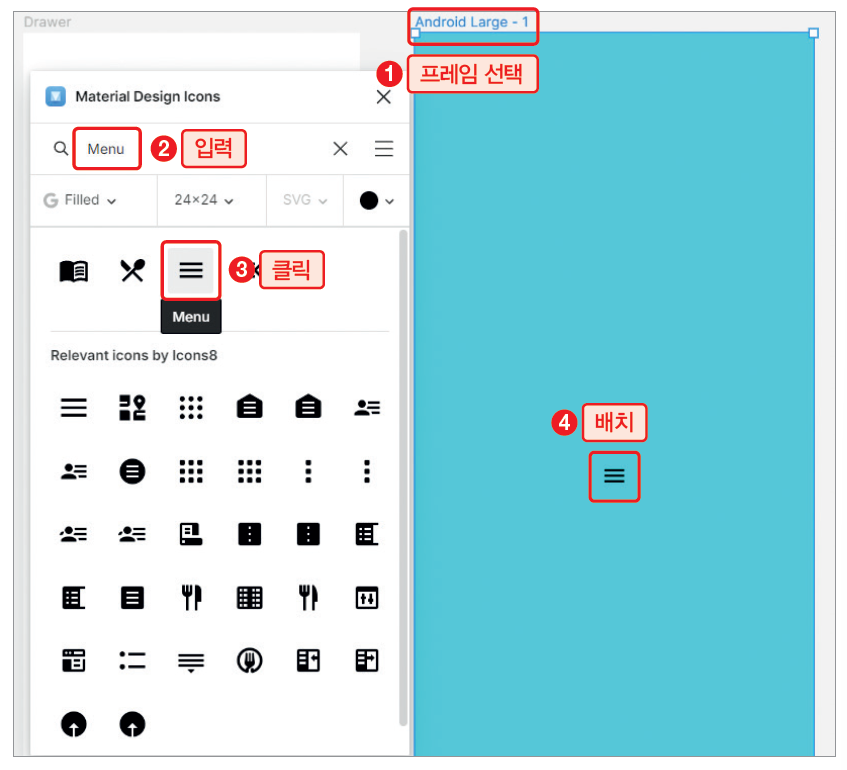 Drawer
Android Large - 1
1 프레임 선택
Material Design Icons
Menu
2 입력
Filled
24×24
SVG
3 클릭
Menu
Relevant icons by Icons8
4 배치